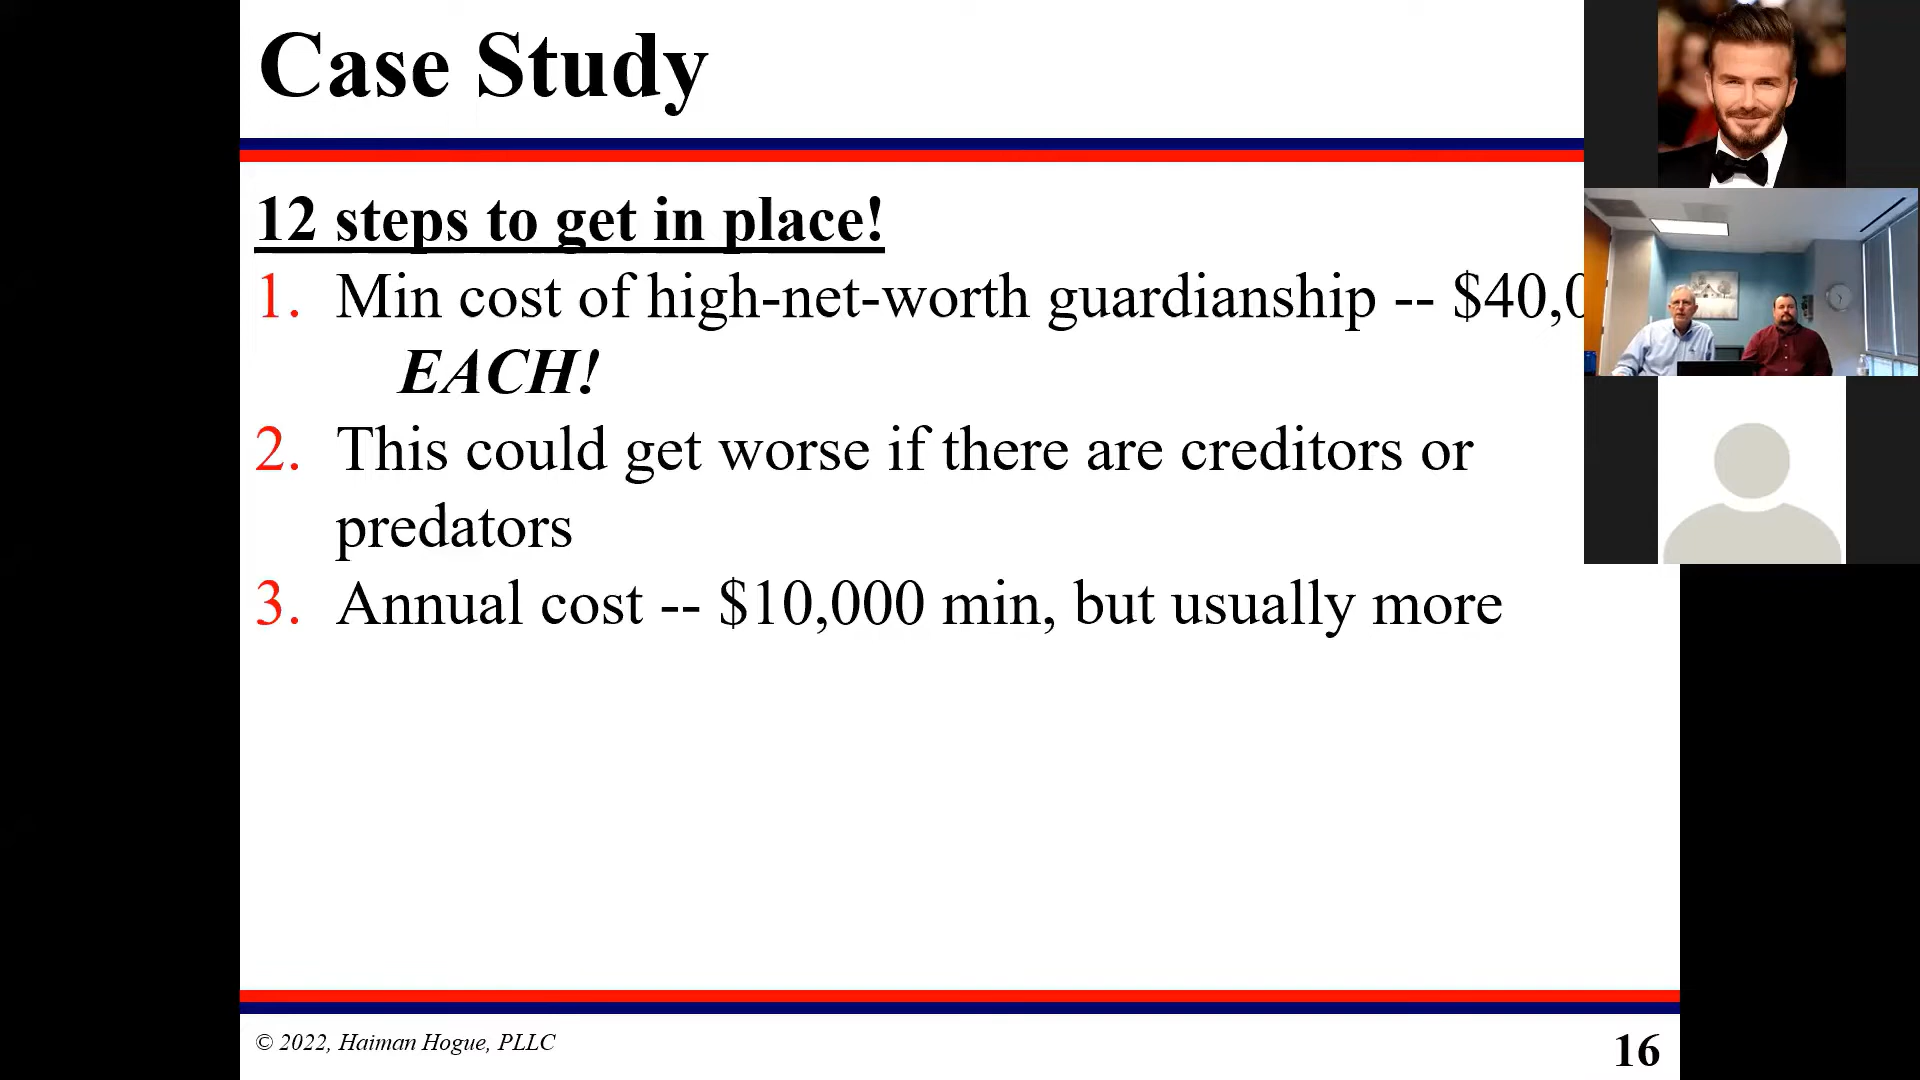 Case Study
12 steps to get in place!
1. Min cost of high-net-worth guardianship -- $40,0
EACH!
2. This could get worse if there are creditors or
predators
3. Annual cost -- $10,000 min, but usually more
© 2022, Haiman Hogue, PLLC
16